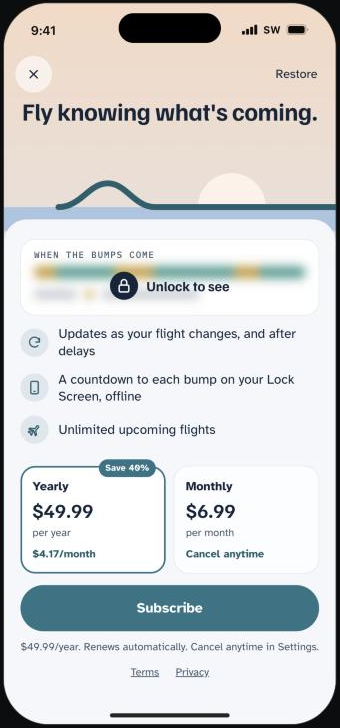 9:41
SW
Restore
Fly knowing what's coming.
WHEN THE BUMPS COME
Unlock to see
Updates as your flight changes, and after
delays
A countdown to each bump on your Lock
Screen, offline
Unlimited upcoming flights
Save 40%
Yearly
$49.99
per year
$4.17/month
Monthly
$6.99
per month
Cancel anytime
Subscribe
$49.99/year. Renews automatically. Cancel anytime in Settings.
Terms Privacy